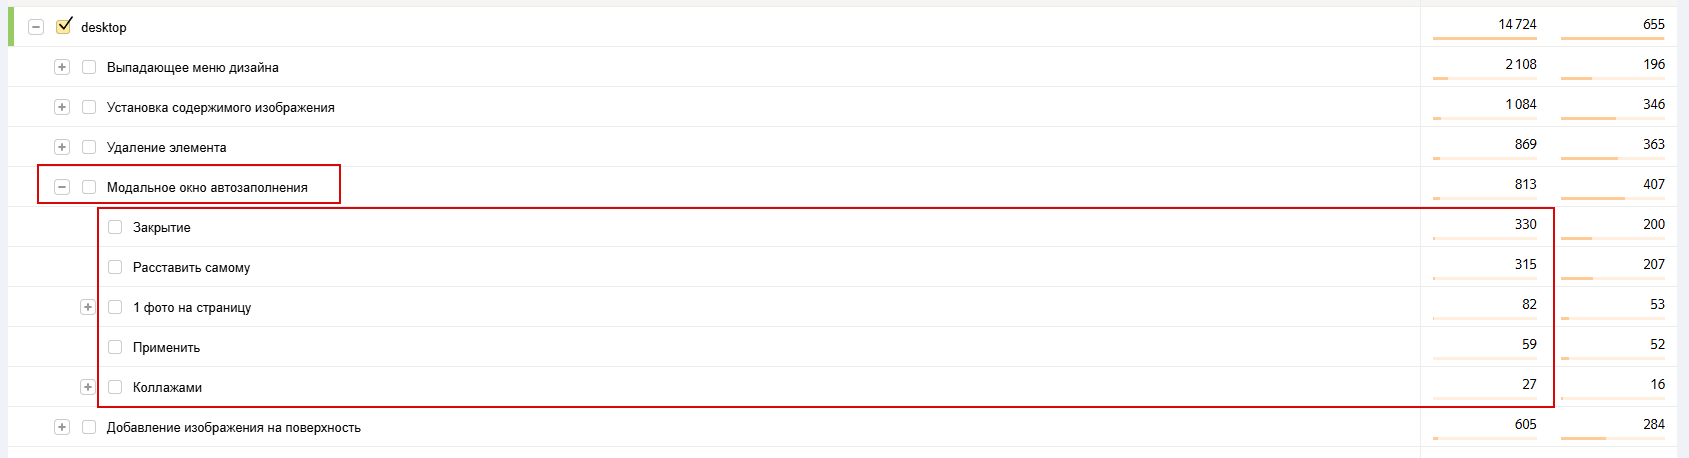 desktop 14 724 655
Выпадающее меню дизайна 2 108 196
Установка содержимого изображения 1 084 346
Удаление элемента 869 363
Модальное окно автозаполнения 813 407
Закрытие 330 200
Расставить самому 315 207
1 фото на страницу 82 53
Применить 59 52
Коллажами 27 16
Добавление изображения на поверхность 605 284